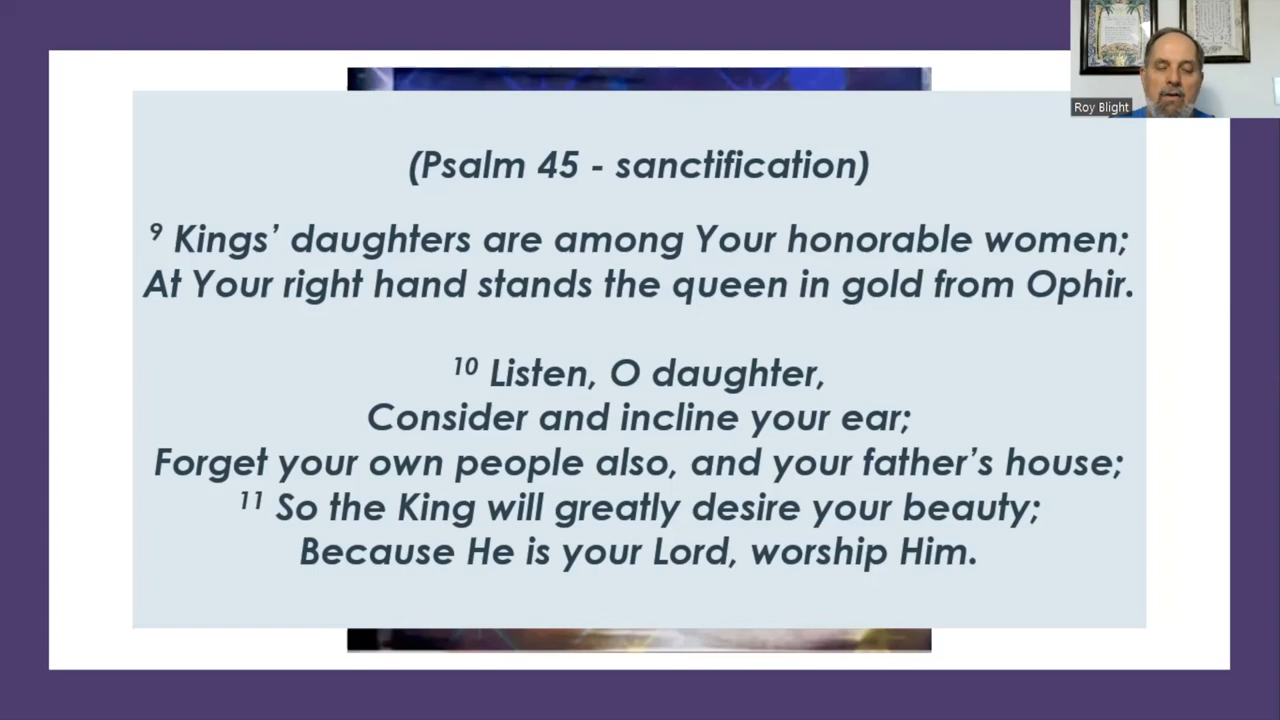 (Psalm 45 - sanctification)
⁹ Kings’ daughters are among Your honorable women;
At Your right hand stands the queen in gold from Ophir.
¹⁰ Listen, O daughter,
Consider and incline your ear;
Forget your own people also, and your father’s house;
¹¹ So the King will greatly desire your beauty;
Because He is your Lord, worship Him.
Roy Blight